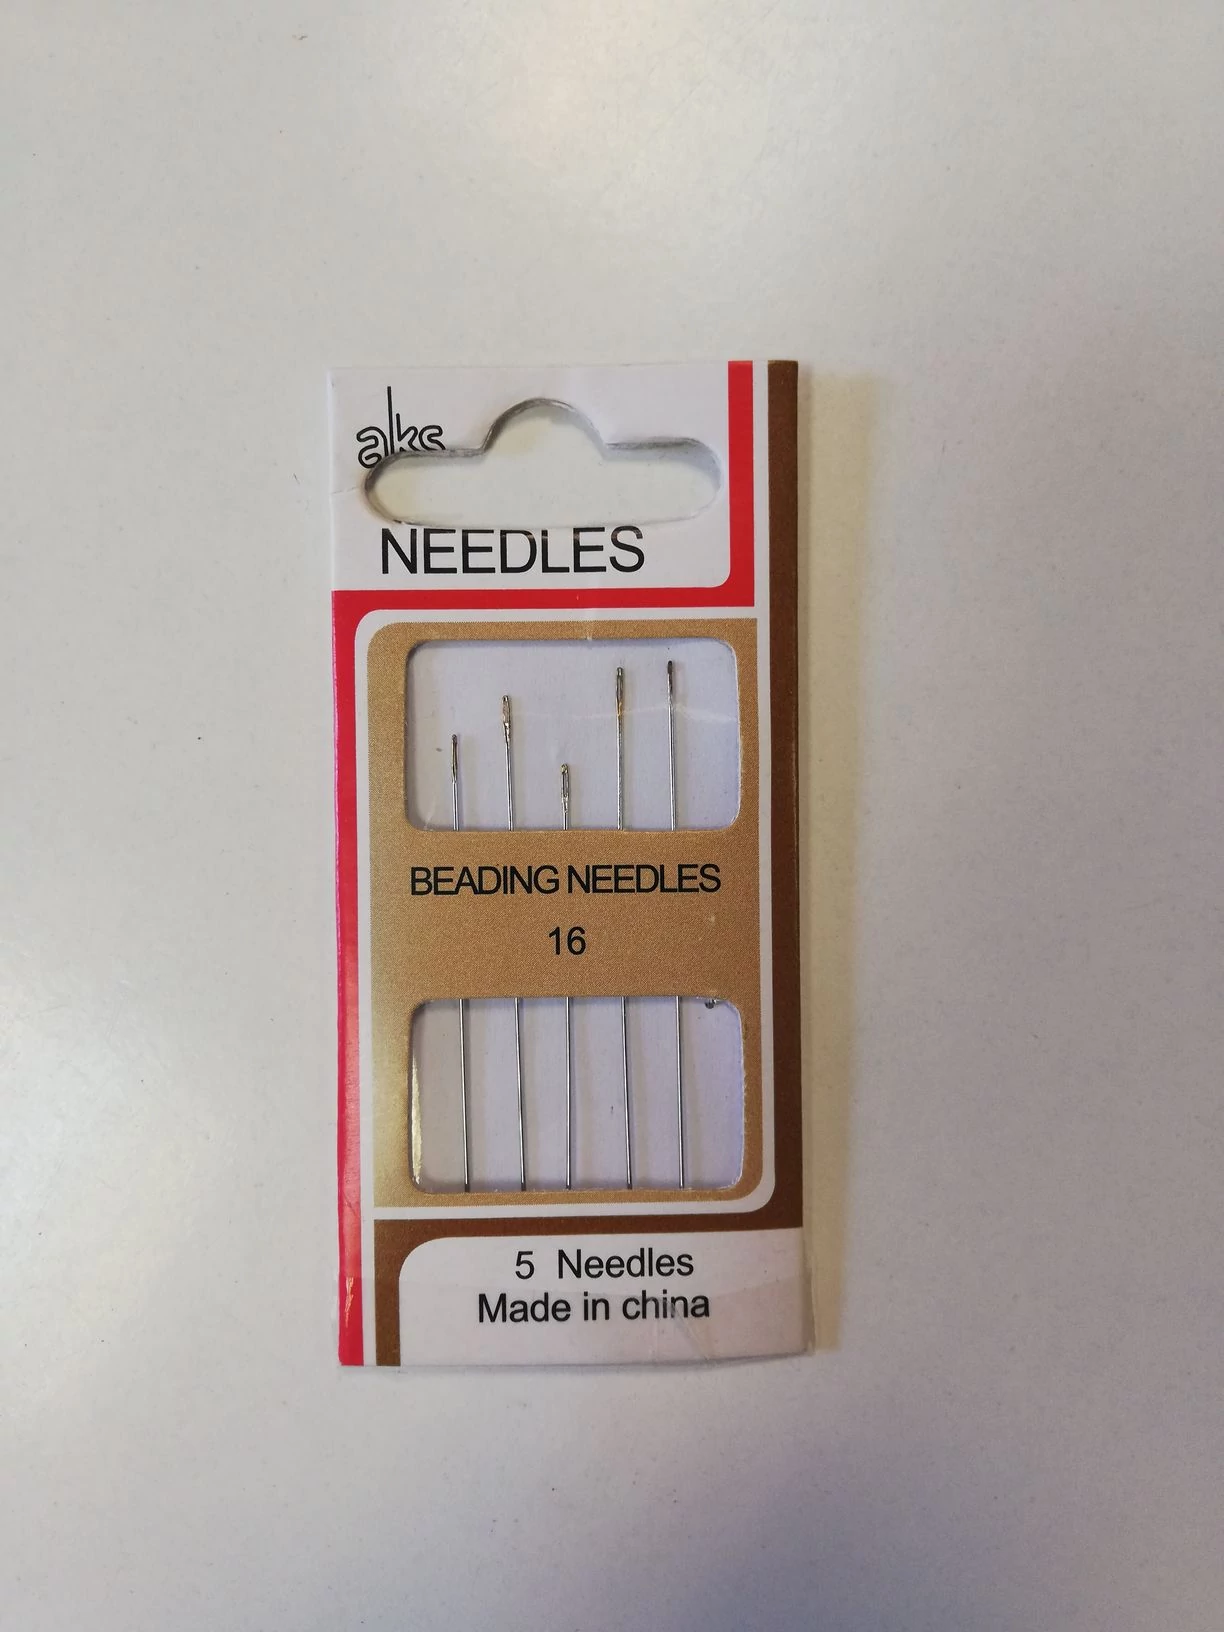 aks
NEEDLES
BEADING NEEDLES
16
5 Needles
Made in china